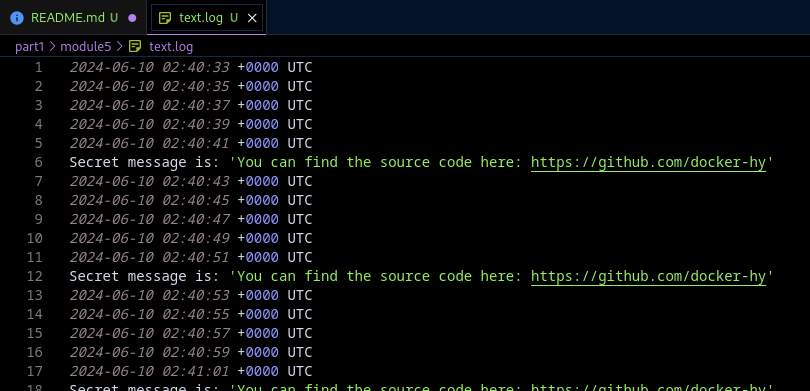 README.md U
text.log U
part1 > module5 > text.log
1 2024-06-10 02:40:33 +0000 UTC
2 2024-06-10 02:40:35 +0000 UTC
3 2024-06-10 02:40:37 +0000 UTC
4 2024-06-10 02:40:39 +0000 UTC
5 2024-06-10 02:40:41 +0000 UTC
6 Secret message is: 'You can find the source code here: https://github.com/docker-hy'
7 2024-06-10 02:40:43 +0000 UTC
8 2024-06-10 02:40:45 +0000 UTC
9 2024-06-10 02:40:47 +0000 UTC
10 2024-06-10 02:40:49 +0000 UTC
11 2024-06-10 02:40:51 +0000 UTC
12 Secret message is: 'You can find the source code here: https://github.com/docker-hy'
13 2024-06-10 02:40:53 +0000 UTC
14 2024-06-10 02:40:55 +0000 UTC
15 2024-06-10 02:40:57 +0000 UTC
16 2024-06-10 02:40:59 +0000 UTC
17 2024-06-10 02:41:01 +0000 UTC
18 Secret message is: 'You can find the source code here: https://github.com/docker-hy'